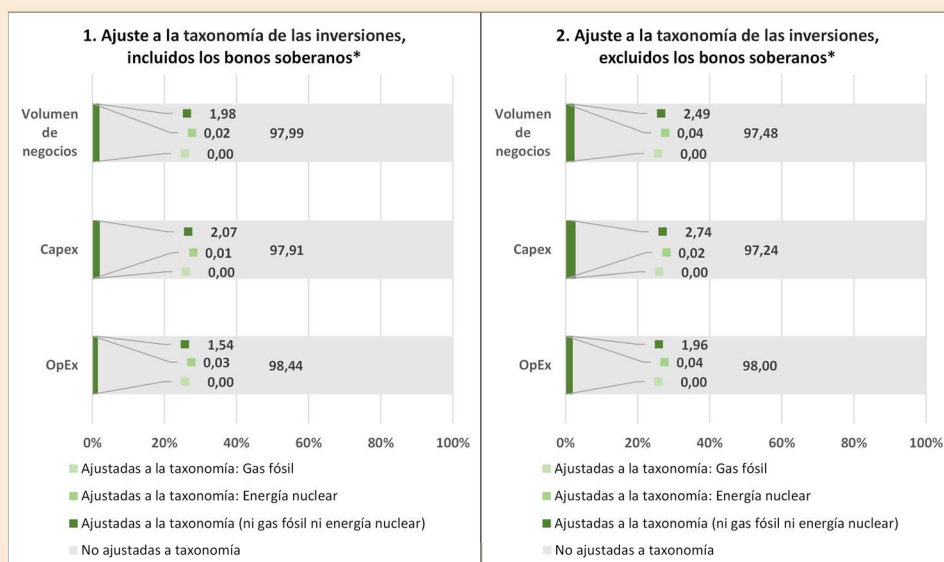 1. Ajuste a la taxonomía de las inversiones,
incluidos los bonos soberanos*
Volumen
de
negocios
1,98
0,02
0,00
97,99
Capex
2,07
0,01
0,00
97,91
OpEx
1,54
0,03
0,00
98,44
0% 20% 40% 60% 80% 100%
Ajustadas a la taxonomía: Gas fósil
Ajustadas a la taxonomía: Energía nuclear
Ajustadas a la taxonomía (ni gas fósil ni energía nuclear)
No ajustadas a taxonomía
2. Ajuste a la taxonomía de las inversiones,
excluidos los bonos soberanos*
Volumen
de
negocios
2,49
0,04
0,00
97,48
Capex
2,74
0,02
0,00
97,24
OpEx
1,96
0,04
0,00
98,00
0% 20% 40% 60% 80% 100%
Ajustadas a la taxonomía: Gas fósil
Ajustadas a la taxonomía: Energía nuclear
Ajustadas a la taxonomía (ni gas fósil ni energía nuclear)
No ajustadas a taxonomía